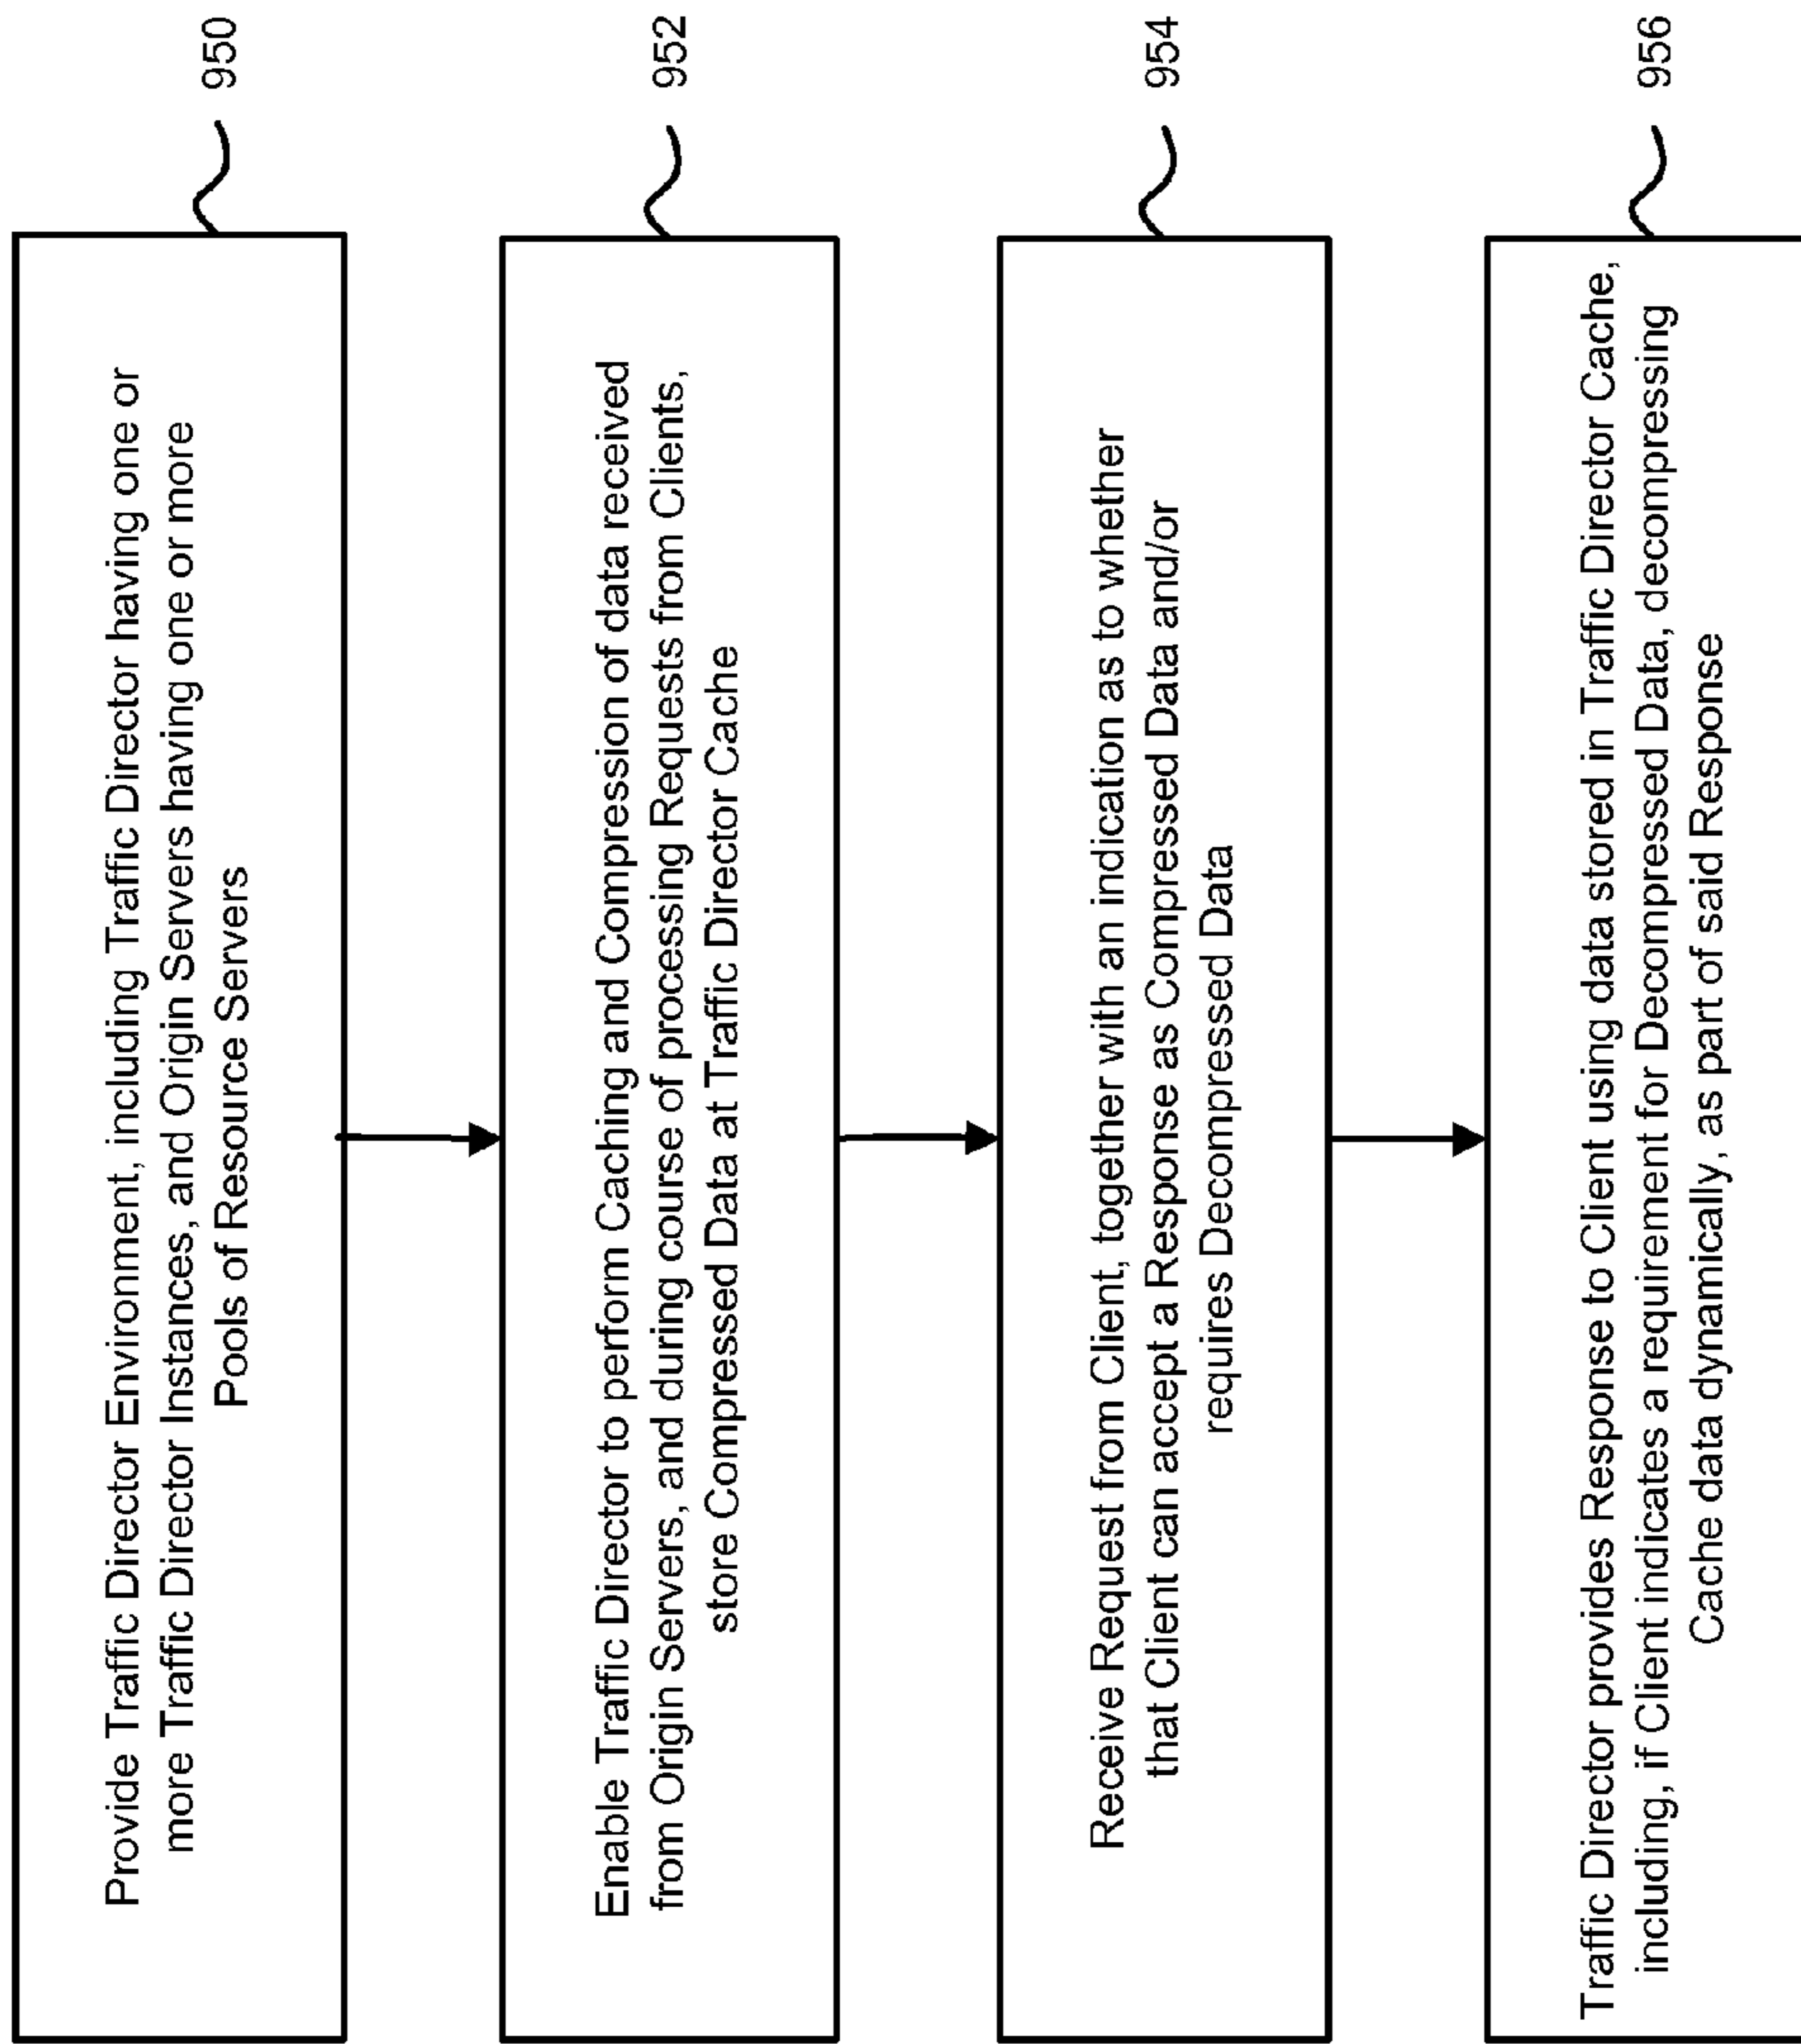 Provide Traffic Director Environment, including Traffic Director having one or
more Traffic Director Instances, and Origin Servers having one or more
Pools of Resource Servers
950
Enable Traffic Director to perform Caching and Compression of data received
from Origin Servers, and during course of processing Requests from Clients,
store Compressed Data at Traffic Director Cache
952
Receive Request from Client, together with an indication as to whether
that Client can accept a Response as Compressed Data and/or
requires Decompressed Data
954
Traffic Director provides Response to Client using data stored in Traffic Director Cache,
including, if Client indicates a requirement for Decompressed Data, decompressing
Cache data dynamically, as part of said Response
956